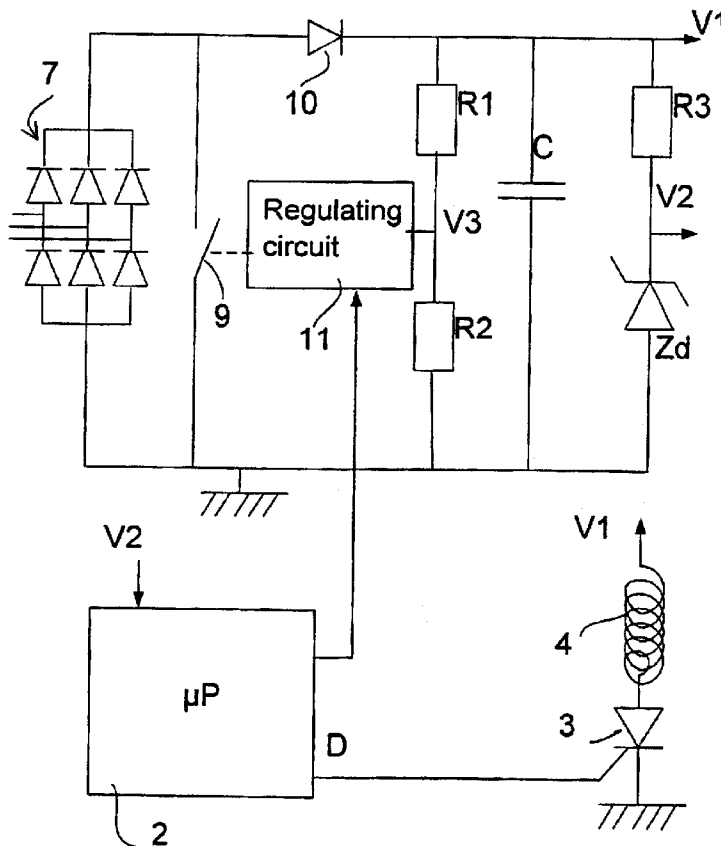 V1
7
10
R1
R3
C
V2
Regulating
circuit
V3
9
11
R2
Zd
V2
V1
4
µP
3
D
2